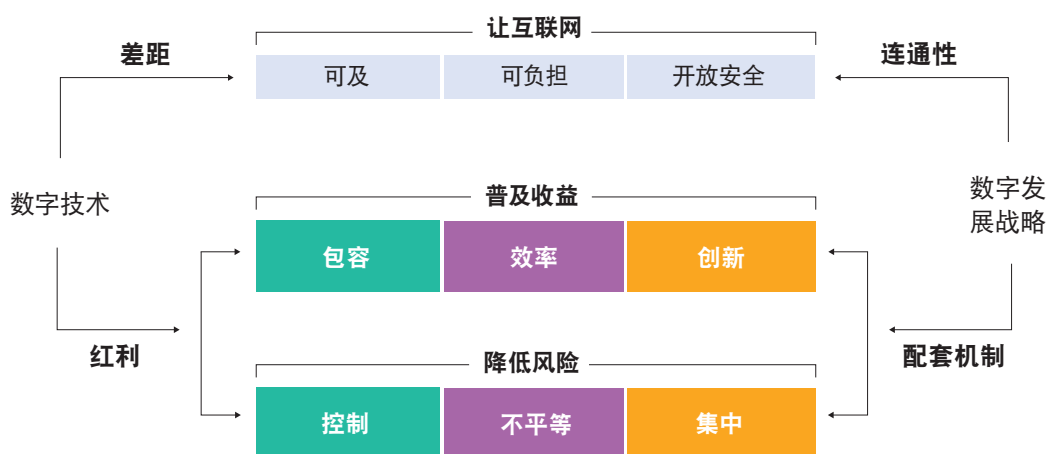 让互联网
差距
连通性
可及
可负担
开放安全
数字技术
普及收益
数字发
展战略
包容
效率
创新
红利
配套机制
降低风险
控制
不平等
集中